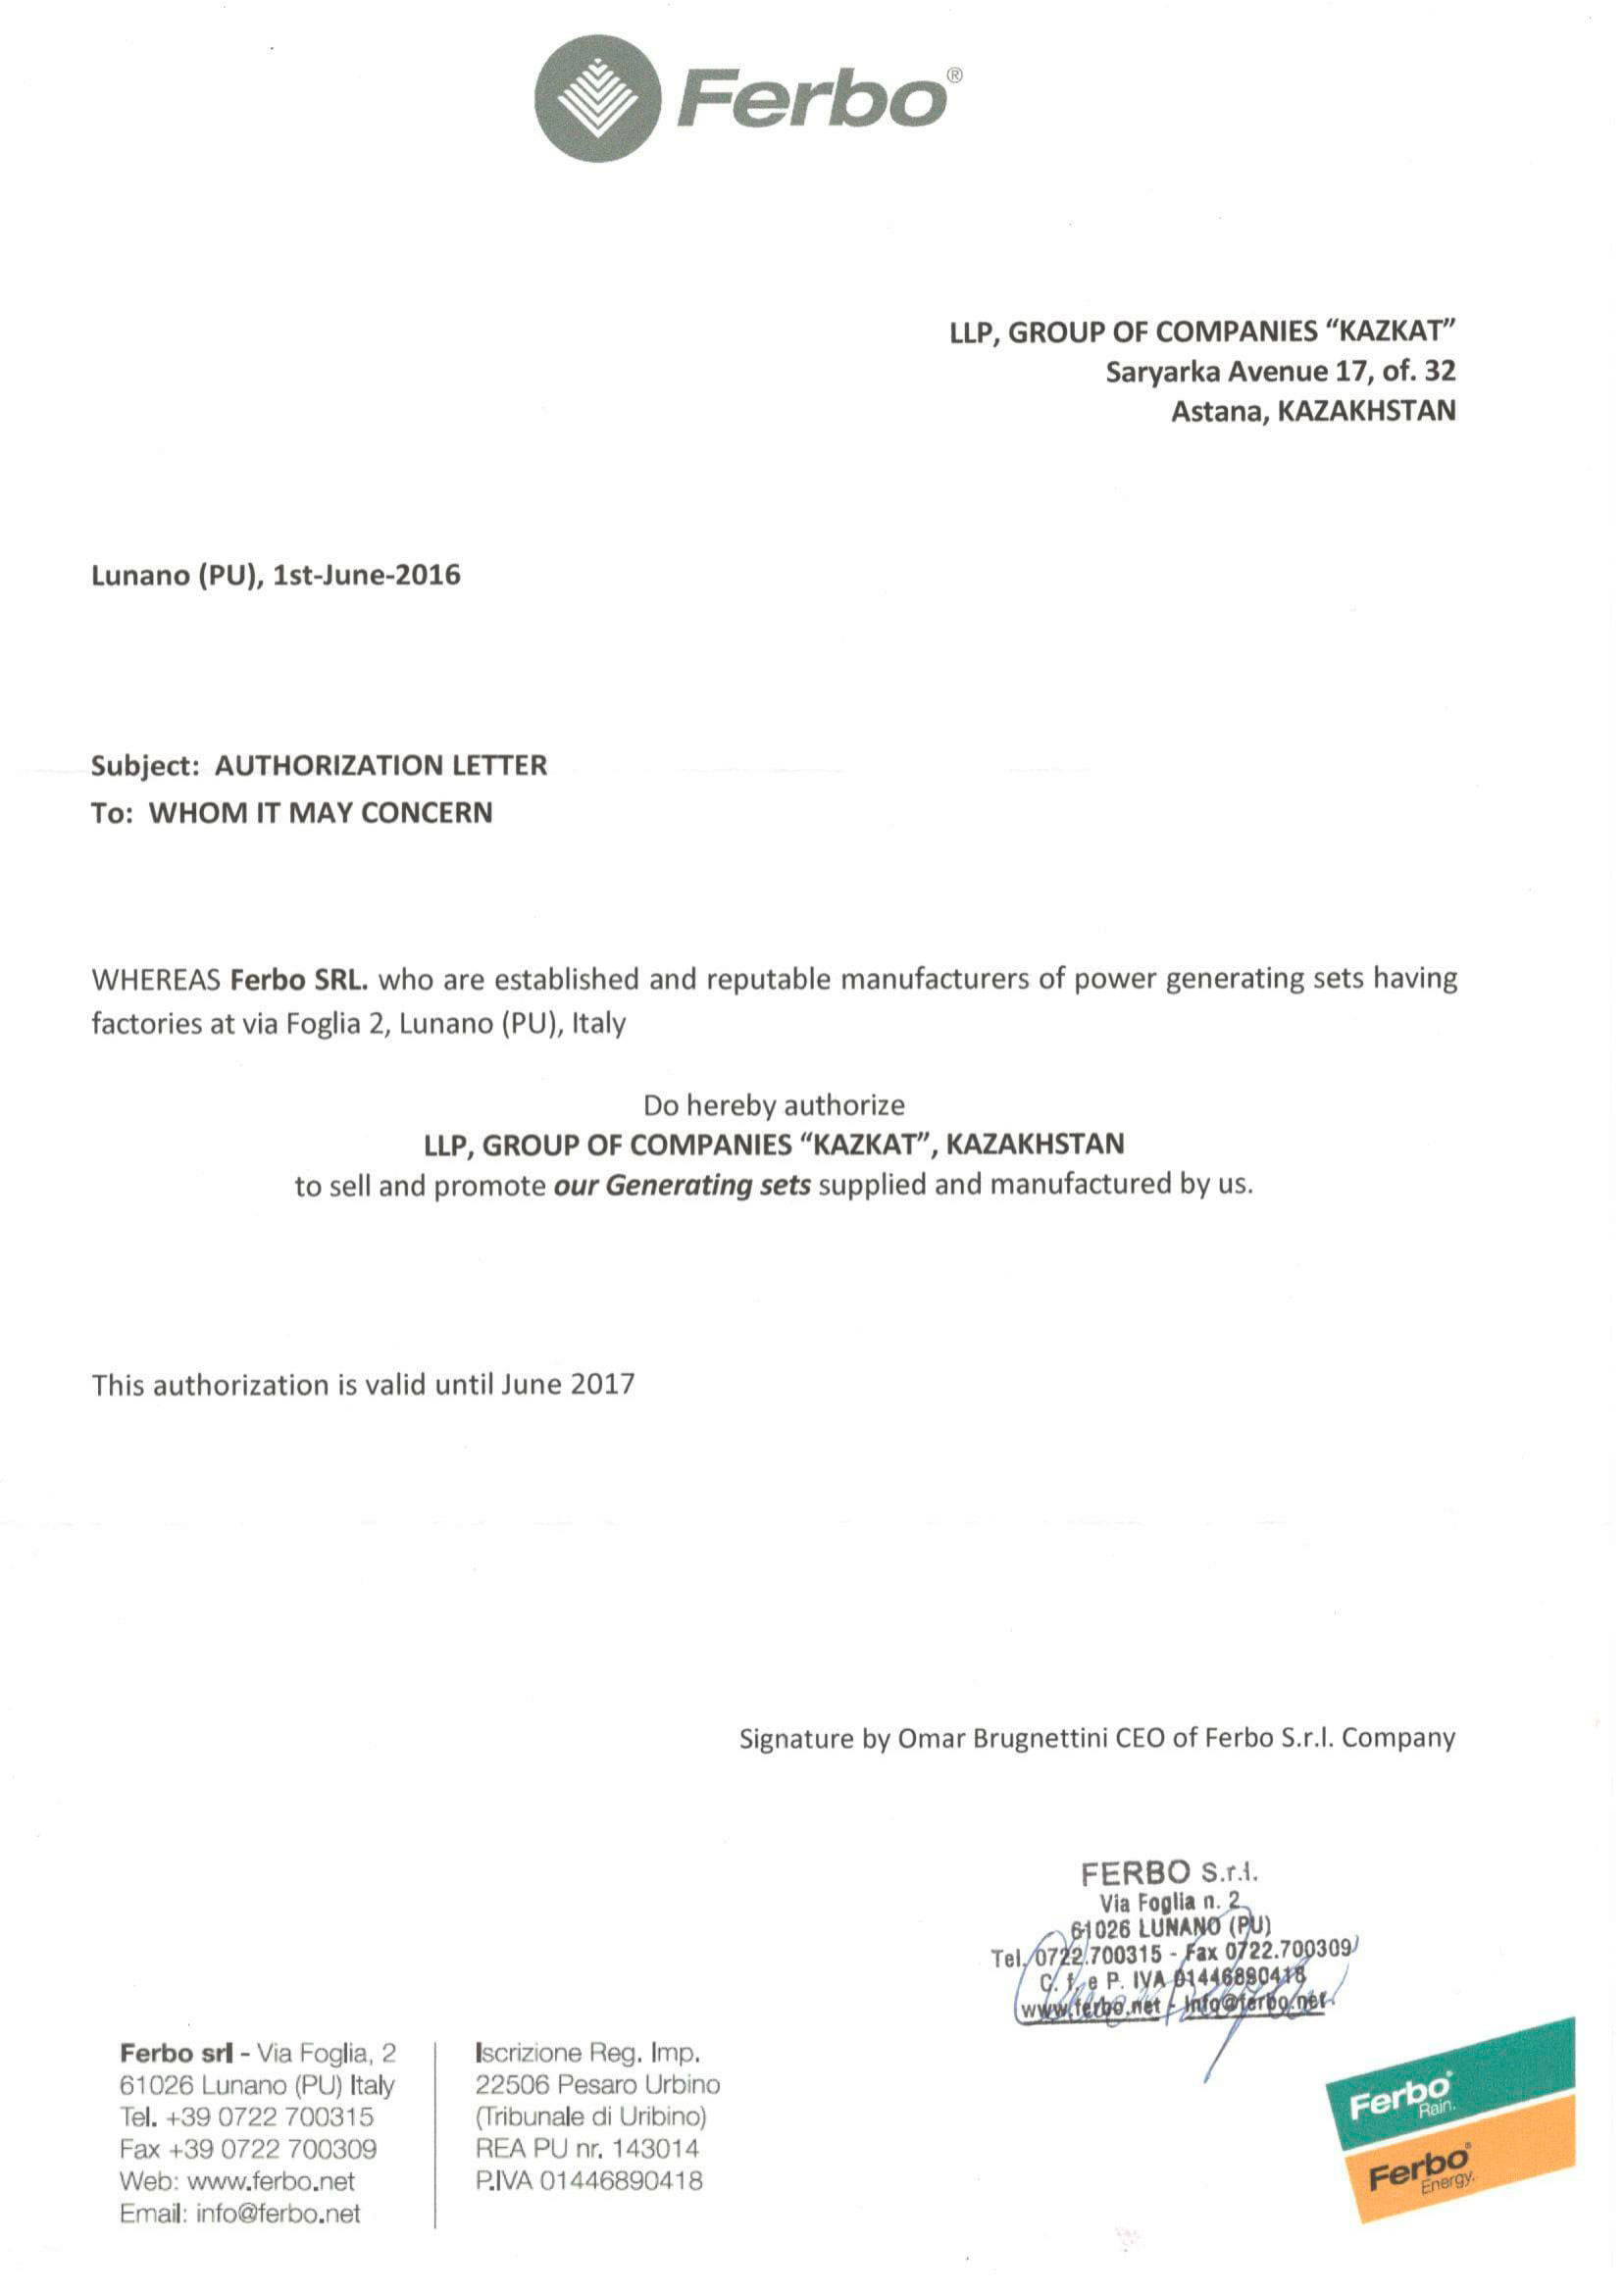 Ferbo®
LLP, GROUP OF COMPANIES “KAZKAT”
Saryarka Avenue 17, of. 32
Astana, KAZAKHSTAN
Lunano (PU), 1st-June-2016
Subject: AUTHORIZATION LETTER
To: WHOM IT MAY CONCERN
WHEREAS Ferbo SRL. who are established and reputable manufacturers of power generating sets having
factories at via Foglia 2, Lunano (PU), Italy
Do hereby authorize
LLP, GROUP OF COMPANIES “KAZKAT”, KAZAKHSTAN
to sell and promote our Generating sets supplied and manufactured by us.
This authorization is valid until June 2017
Signature by Omar Brugnettini CEO of Ferbo S.r.l. Company
FERBO S.r.l.
Via Foglia n. 2
61026 LUNANO (PU)
Tel. 0722.700315 - Fax 0722.700309
C. f. e P. IVA 01446890418
www.ferbo.net - info@ferbo.net
Ferbo srl - Via Foglia, 2
61026 Lunano (PU) Italy
Tel. +39 0722 700315
Fax +39 0722 700309
Web: www.ferbo.net
Email: info@ferbo.net
Iscrizione Reg. Imp.
22506 Pesaro Urbino
(Tribunale di Uribino)
REA PU nr. 143014
P.IVA 01446890418
Ferbo®
Rain.
Ferbo®
Energy.